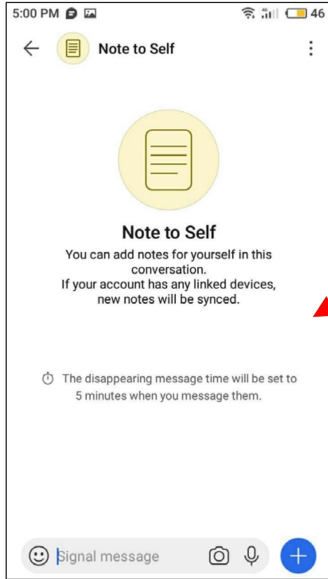 5:00 PM 46
Note to Self
Note to Self
You can add notes for yourself in this
conversation.
If your account has any linked devices,
new notes will be synced.
The disappearing message time will be set to
5 minutes when you message them.
Signal message